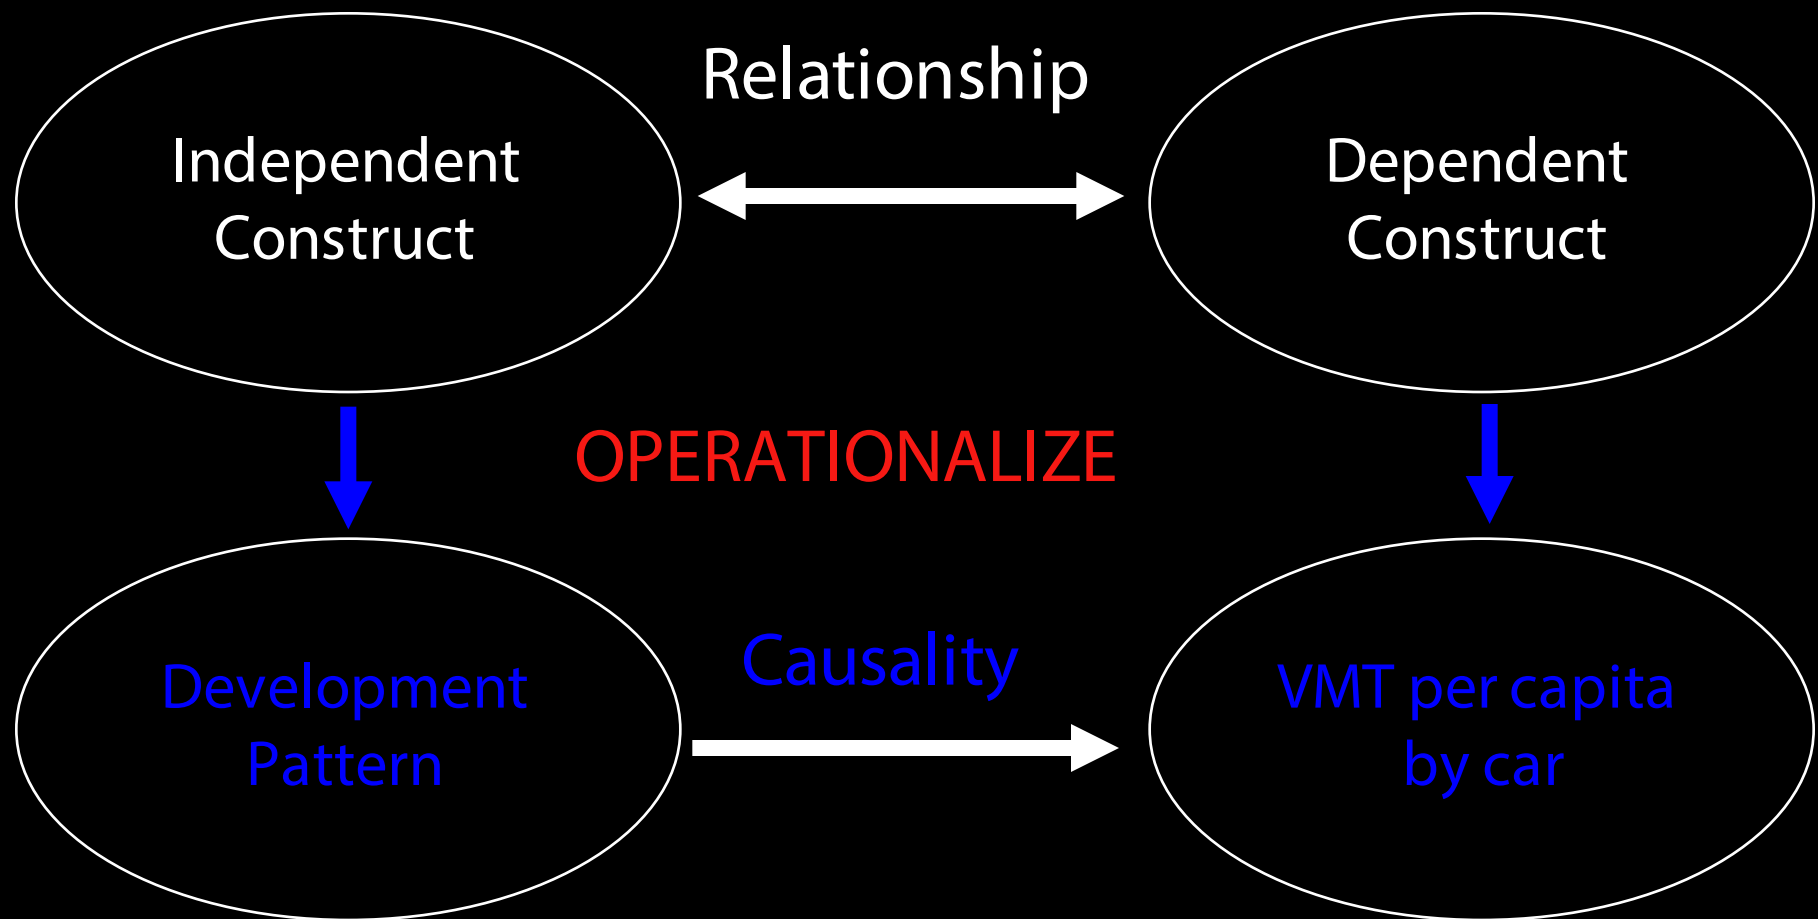 Relationship
Independent
Construct
Dependent
Construct
OPERATIONALIZE
Causality
Development
Pattern
VMT per capita
by car